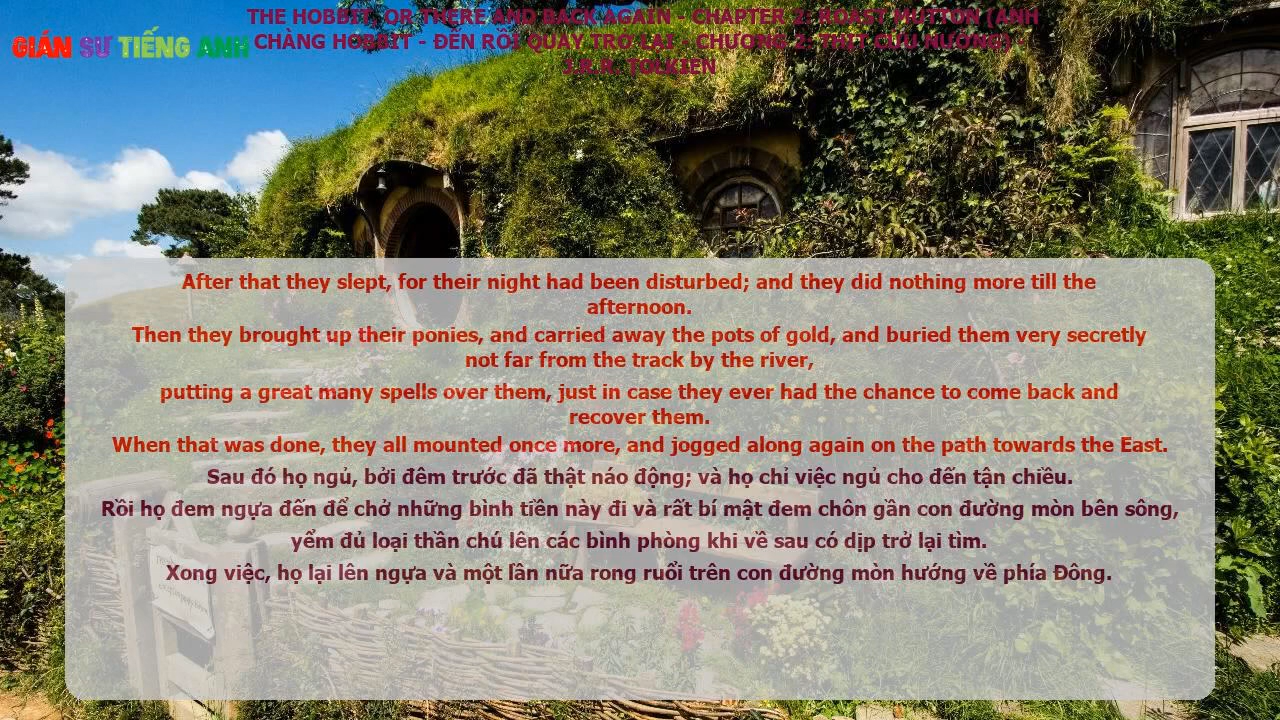 THE HOBBIT, OR THERE AND BACK AGAIN - CHAPTER 2: ROAST MUTTON (ANH
CHÀNG HOBBIT - ĐẾN RỒI QUAY TRỞ LẠI - CHƯƠNG 2: THỊT CỪU NƯỚNG) -
J.R.R. TOLKIEN
GIÁN SỨ TIẾNG ANH
After that they slept, for their night had been disturbed; and they did nothing more till the
afternoon.
Then they brought up their ponies, and carried away the pots of gold, and buried them very secretly
not far from the track by the river,
putting a great many spells over them, just in case they ever had the chance to come back and
recover them.
When that was done, they all mounted once more, and jogged along again on the path towards the East.
Sau đó họ ngủ, bởi đêm trước đã thật náo động; và họ chỉ việc ngủ cho đến tận chiều.
Rồi họ đem ngựa đến để chở những bình tiền này đi và rất bí mật đem chôn gần con đường mòn bên sông,
yểm đủ loại thần chú lên các bình phòng khi về sau có dịp trở lại tìm.
Xong việc, họ lại lên ngựa và một lần nữa rong ruổi trên con đường mòn hướng về phía Đông.